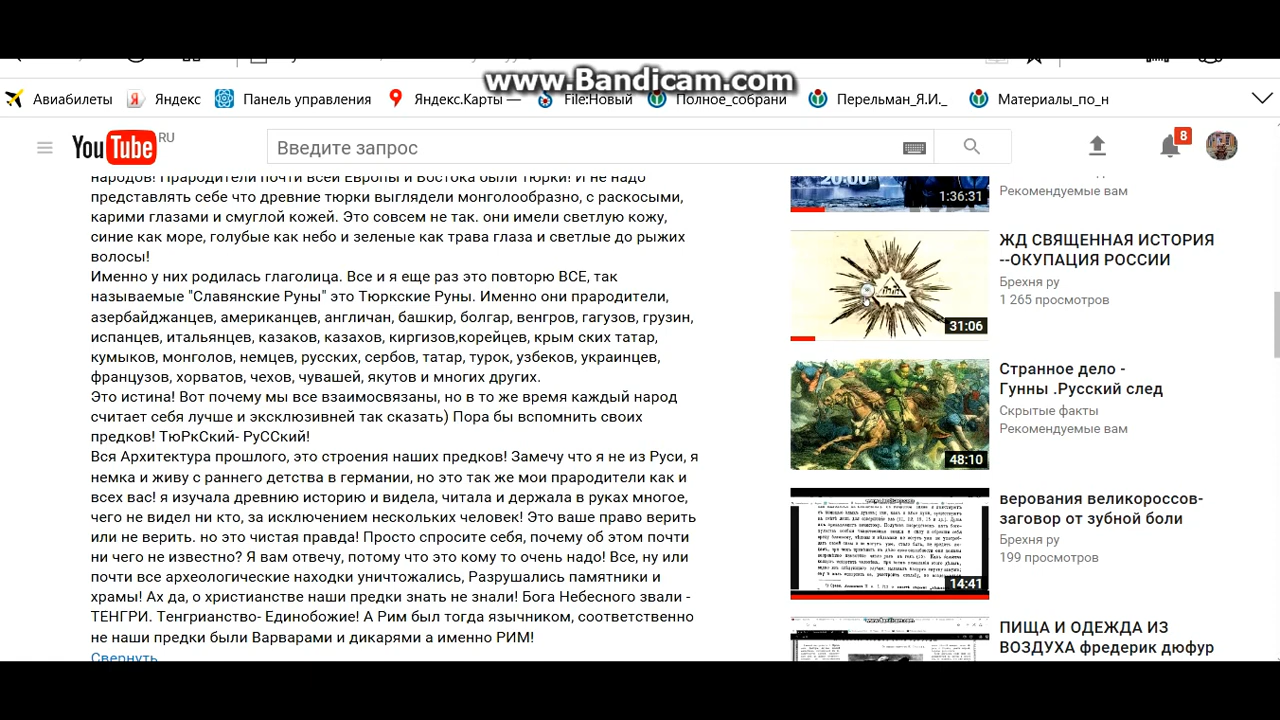 www.Bandicam.com
Авиабилеты
Яндекс
Панель управления
Яндекс.Карты —
File:Новый
Полное_собрани
Перельман_Я.И._
Материалы_по_н
YouTube RU
Введите запрос
8
народов! Прародители почти всей Европы и Востока были Тюрки! И не надо
представлять себе что древние тюрки выглядели монголообразно, с раскосыми,
карими глазами и смуглой кожей. Это совсем не так. они имели светлую кожу,
синие как море, голубые как небо и зеленые как трава глаза и светлые до рыжих
волосы!
Именно у них родилась глаголица. Все и я еще раз это повторю ВСЕ, так
называемые "Славянские Руны" это Тюркские Руны. Именно они прародители,
азербайджанцев, американцев, англичан, башкир, болгар, венгров, гагузов, грузин,
испанцев, итальянцев, казаков, казахов, киргизов,корейцев, крым ских татар,
кумыков, монголов, немцев, русских, сербов, татар, турок, узбеков, украинцев,
французов, хорватов, чехов, чувашей, якутов и многих других.
Это истина! Вот почему мы все взаимосвязаны, но в то же время каждый народ
считает себя лучше и эксклюзивней так сказать) Пора бы вспомнить своих
предков! ТюРкСкий- РуССкий!
Вся Архитектура прошлого, это строения наших предков! Замечу что я не из Руси, я
немка и живу с раннего детства в германии, но это так же мои прародители как и
всех вас! я изучала древнию историю и видела, читала и держала в руках многое,
чего не видел ни кто за исключением нескольких человек! Это ваше право верить
или нет но это чистая правда! Просто спросите себя, почему об этом почти
ни чего не известно? я вам отвечу, потому что кому то очень надо! Все, ну или
почти все археологические находки уничтожались, Разрушались памятники и
храмы! Ах да, язычества наши предки знать не знали! Бога Небесного звали -
ТЕНГРИ. Тенгрианство- Единобожие! А Рим был тогда язычником, соответственно
не наши предки были Варварами и дикарями а именно РИМ!
Свернуть
20:00
1:36:31
Рекомендуемые вам
31:06
ЖД СВЯЩЕННАЯ ИСТОРИЯ
--ОКУПАЦИЯ РОССИИ
Брехня ру
1 265 просмотров
48:10
Странное дело -
Гунны .Русский след
Скрытые факты
Рекомендуемые вам
14:41
верования великороссов-
заговор от зубной боли
Брехня ру
199 просмотров
ПИЩА И ОДЕЖДА ИЗ
ВОЗДУХА фредерик дюфур